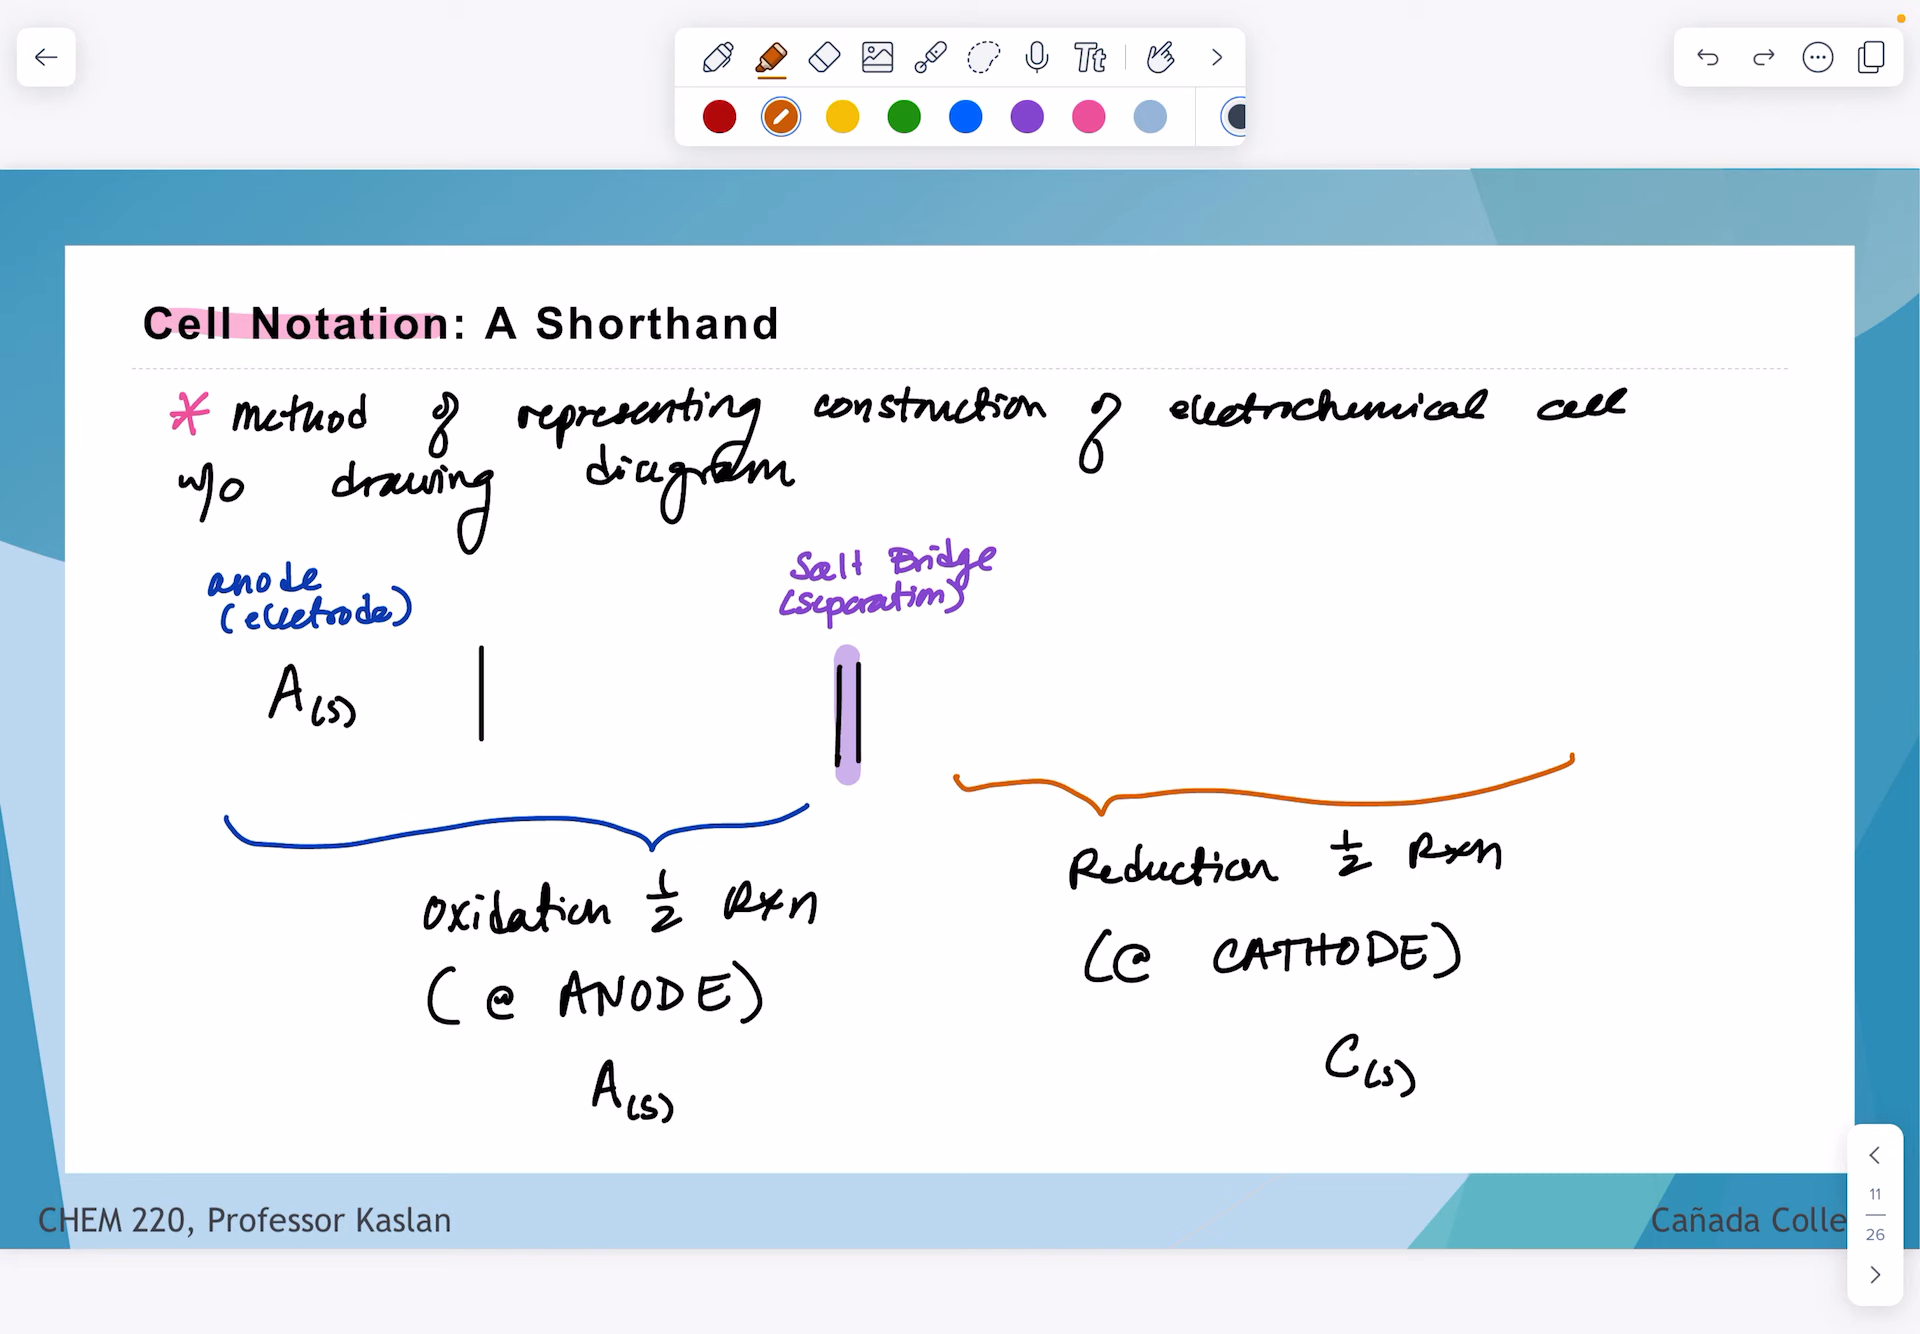 Tt
Cell Notation: A Shorthand
* method of representing construction of electrochemical cell
w/o drawing diagram
anode
(electrode)
Salt Bridge
(separation)
A(s) | ||
Oxidation 1/2 Rxn
(@ ANODE)
A(s)
Reduction 1/2 Rxn
(@ CATHODE)
C(s)
CHEM 220, Professor Kaslan
Cañada Colle
11
26